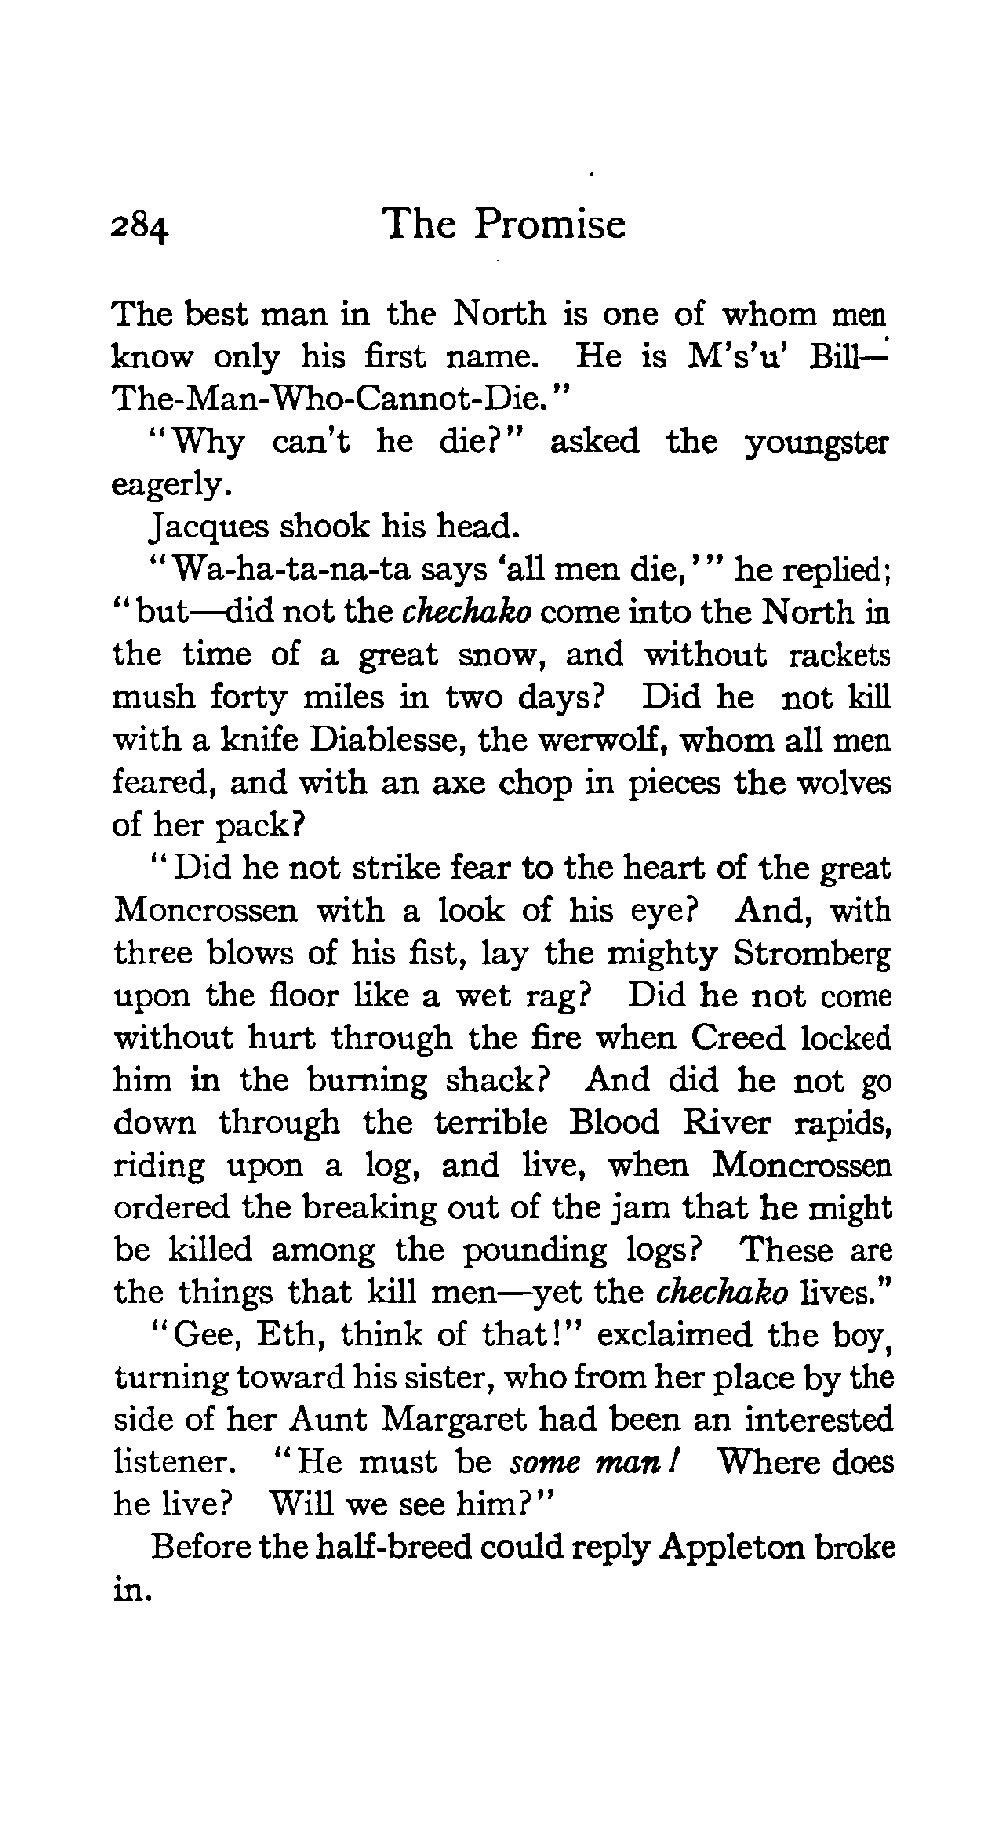 284 The Promise
The best man in the North is one of whom men
know only his first name. He is M's'u' Bill—
The-Man-Who-Cannot-Die."
"Why can't he die?" asked the youngster
eagerly.
Jacques shook his head.
"Wa-ha-ta-na-ta says 'all men die,'" he replied;
"but—did not the chechako come into the North in
the time of a great snow, and without rackets
mush forty miles in two days? Did he not kill
with a knife Diablesse, the werwolf, whom all men
feared, and with an axe chop in pieces the wolves
of her pack?
"Did he not strike fear to the heart of the great
Moncrossen with a look of his eye? And, with
three blows of his fist, lay the mighty Stromberg
upon the floor like a wet rag? Did he not come
without hurt through the fire when Creed locked
him in the burning shack? And did he not go
down through the terrible Blood River rapids,
riding upon a log, and live, when Moncrossen
ordered the breaking out of the jam that he might
be killed among the pounding logs? These are
the things that kill men—yet the chechako lives."
"Gee, Eth, think of that!" exclaimed the boy,
turning toward his sister, who from her place by the
side of her Aunt Margaret had been an interested
listener. "He must be some man! Where does
he live? Will we see him?"
Before the half-breed could reply Appleton broke
in.